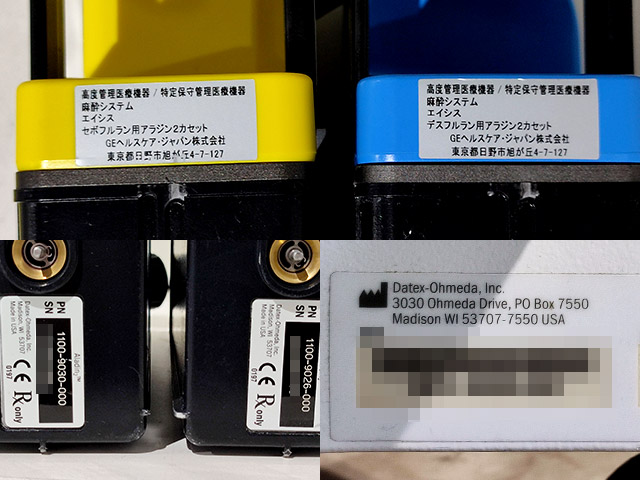 高度管理医療機器 / 特定保守管理医療機器
麻酔システム
エイシス
セボフルラン用アラジン2カセット
GEヘルスケア・ジャパン株式会社
東京都日野市旭が丘4-7-127
高度管理医療機器 / 特定保守管理医療機器
麻酔システム
エイシス
デスフルラン用アラジン2カセット
GEヘルスケア・ジャパン株式会社
東京都日野市旭が丘4-7-127
Aladin2™
PN 1100-9030-000
SN
Datex-Ohmeda, Inc.
Madison, WI 53707
Made in USA
CE
0197
Rx only
PN 1100-9026-000
SN
Datex-Ohmeda, Inc.
Madison, WI 53707
Made in USA
CE
0197
Rx only
Datex-Ohmeda, Inc.
3030 Ohmeda Drive, PO Box 7550
Madison WI 53707-7550 USA